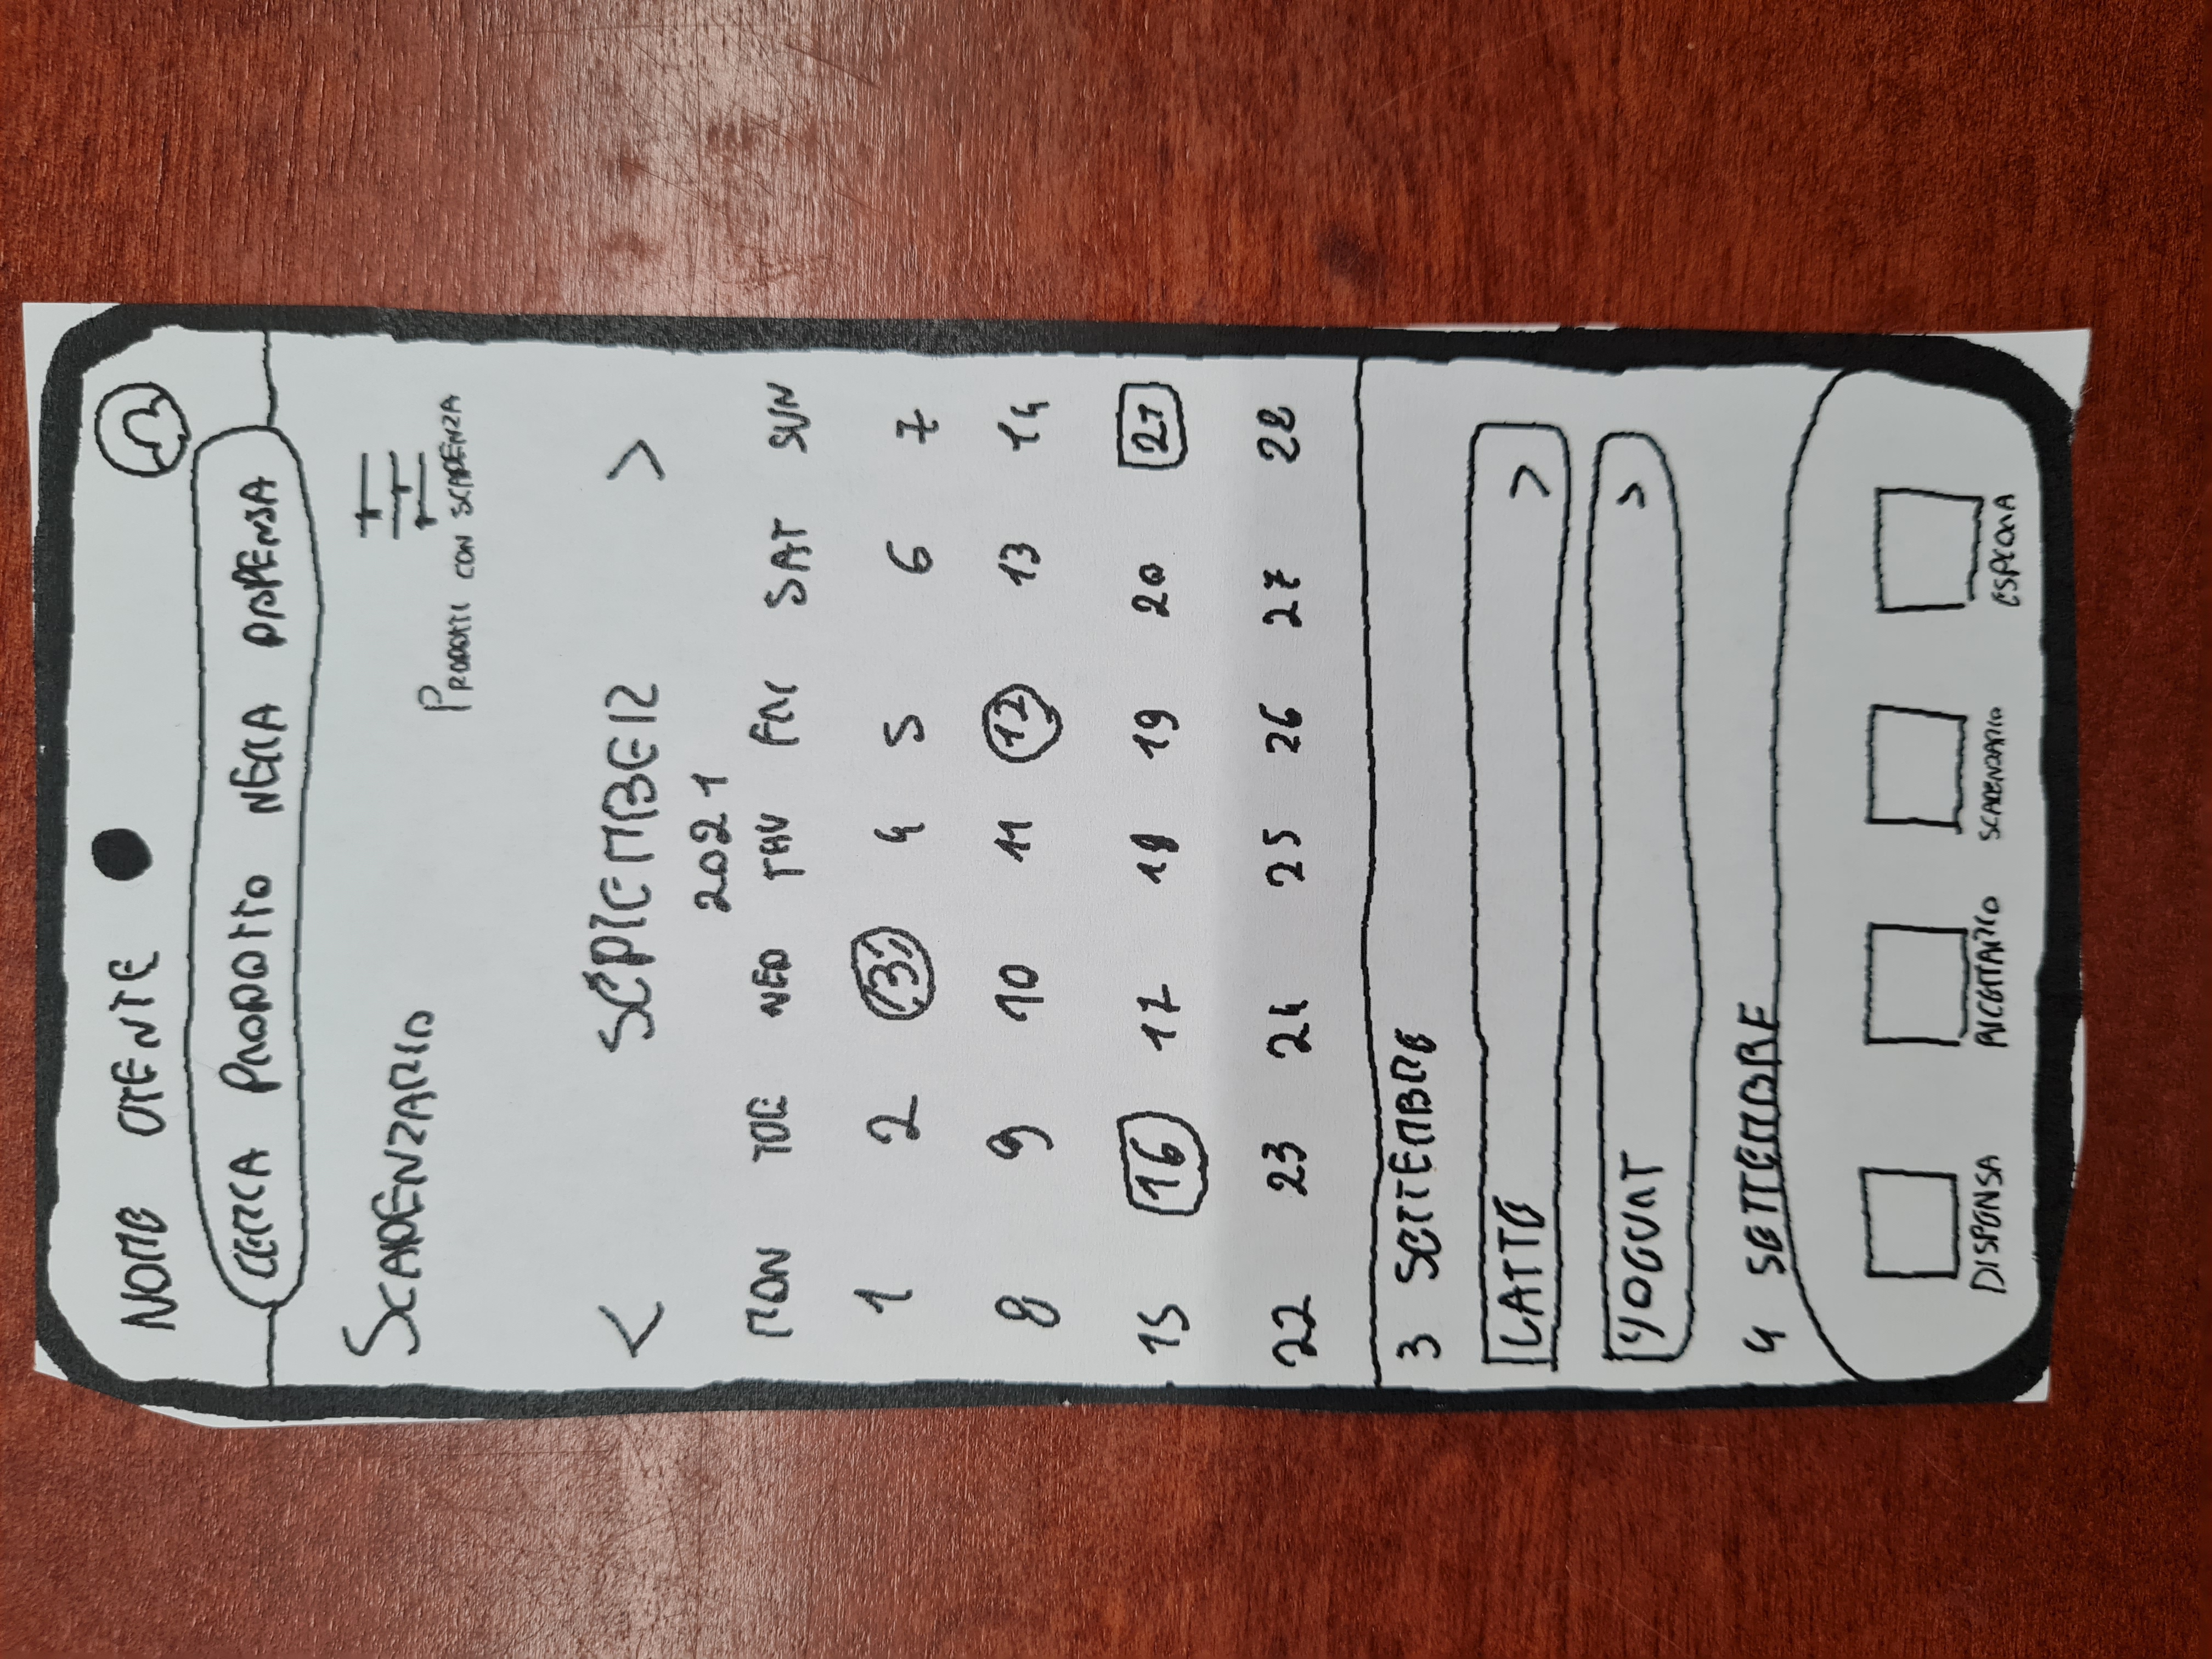 NOME UTENTE
CERCA PRODOTTO NELLA DISPENSA
SCADENZARIO
PRODOTTI CON SCADENZA
< SEPTEMBER >
2021
MON TUE WED THU FRI SAT SUN
1 2 3 4 5 6 7
8 9 10 11 12 13 14
15 16 17 18 19 20 21
22 23 24 25 26 27 28
3 SETTEMBRE
LATTE >
YOGURT >
4 SETTEMBRE
DISPENSA RICETTARIO SCADENZARIO ESPLORA